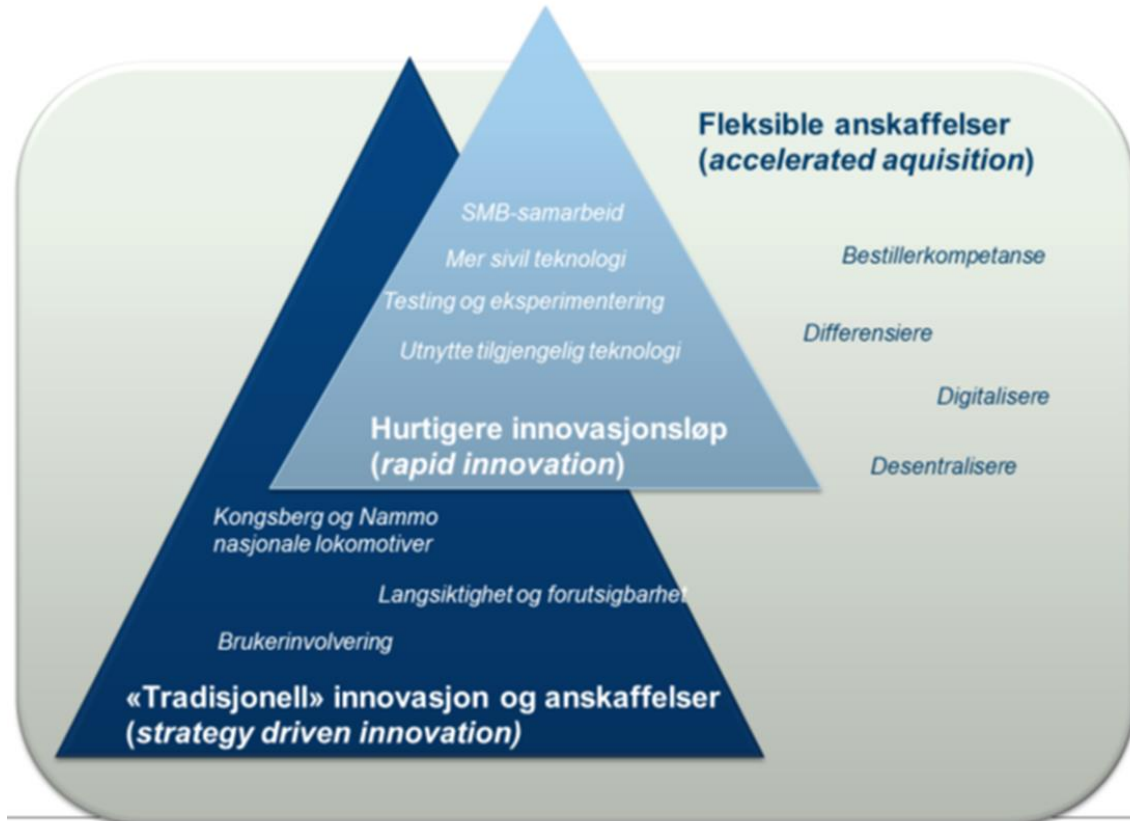 Fleksible anskaffelser
(accelerated aquisition)
SMB-samarbeid
Mer sivil teknologi
Testing og eksperimentering
Utnytte tilgjengelig teknologi
Hurtigere innovasjonsløp
(rapid innovation)
Bestillerkompetanse
Differensiere
Digitalisere
Desentralisere
Kongsberg og Nammo
nasjonale lokomotiver
Langsiktighet og forutsigbarhet
Brukerinvolvering
«Tradisjonell» innovasjon og anskaffelser
(strategy driven innovation)